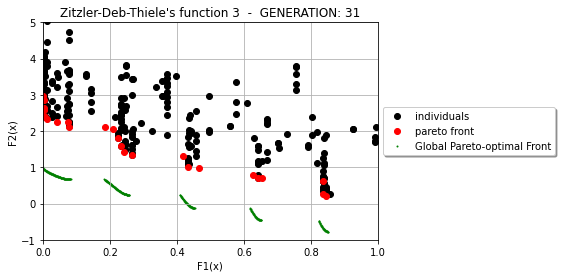 Zitzler-Deb-Thiele's function 3 - GENERATION: 31
5
4
3
2
1
0
−1
F2(x)
0.0 0.2 0.4 0.6 0.8 1.0
F1(x)
individuals
pareto front
Global Pareto-optimal Front